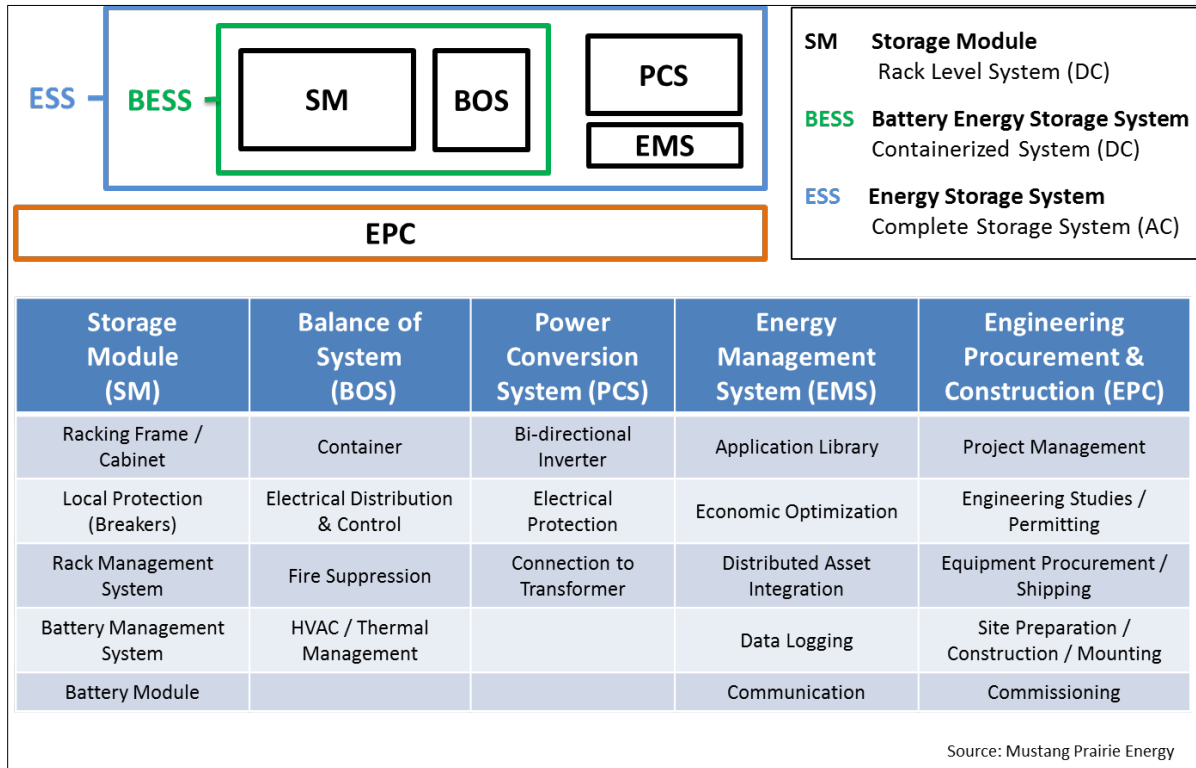 ESS
BESS
SM
BOS
PCS
EMS
EPC
SM Storage Module
Rack Level System (DC)
BESS Battery Energy Storage System
Containerized System (DC)
ESS Energy Storage System
Complete Storage System (AC)
Storage
Module
(SM)
Balance of
System
(BOS)
Power
Conversion
System (PCS)
Energy
Management
System (EMS)
Engineering
Procurement &
Construction (EPC)
Racking Frame /
Cabinet
Container
Bi-directional
Inverter
Application Library
Project Management
Local Protection
(Breakers)
Electrical Distribution
& Control
Electrical
Protection
Economic Optimization
Engineering Studies /
Permitting
Rack Management
System
Fire Suppression
Connection to
Transformer
Distributed Asset
Integration
Equipment Procurement /
Shipping
Battery Management
System
HVAC / Thermal
Management
Data Logging
Site Preparation /
Construction / Mounting
Battery Module
Communication
Commissioning
Source: Mustang Prairie Energy